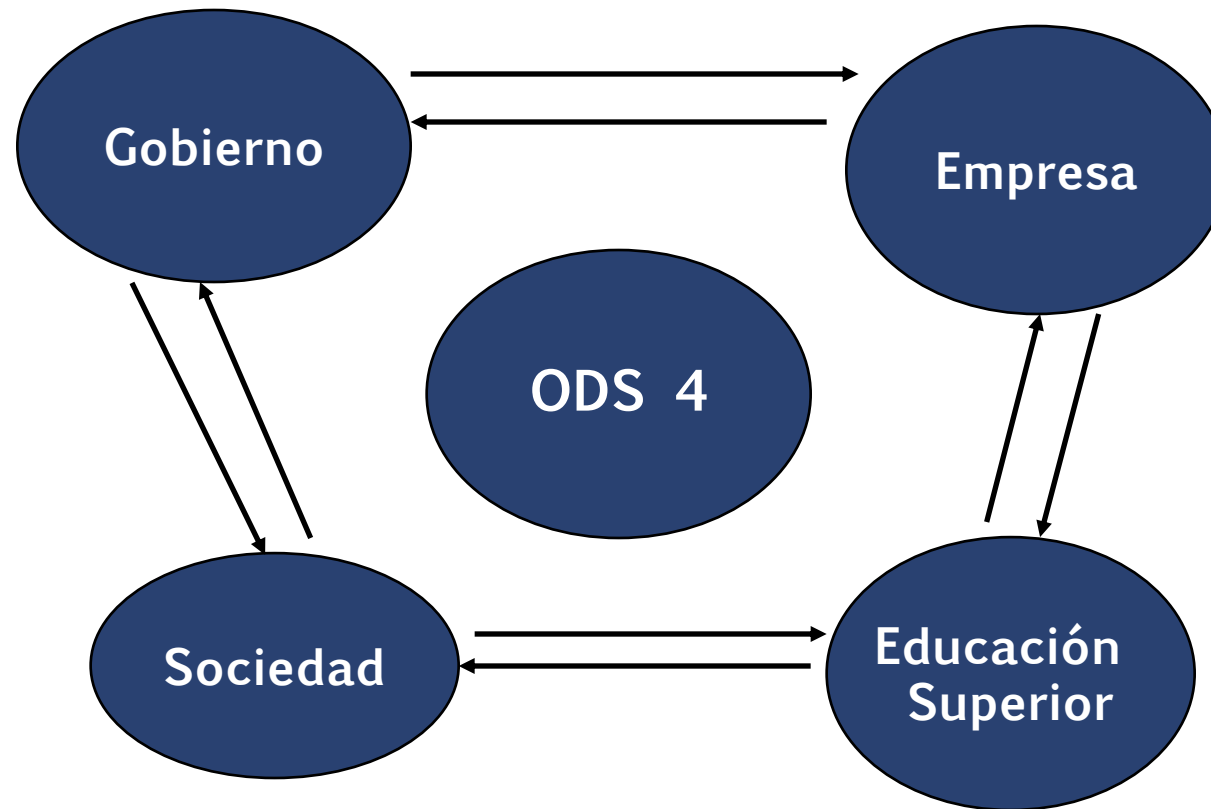 Gobierno
Empresa
ODS 4
Sociedad
Educación
Superior